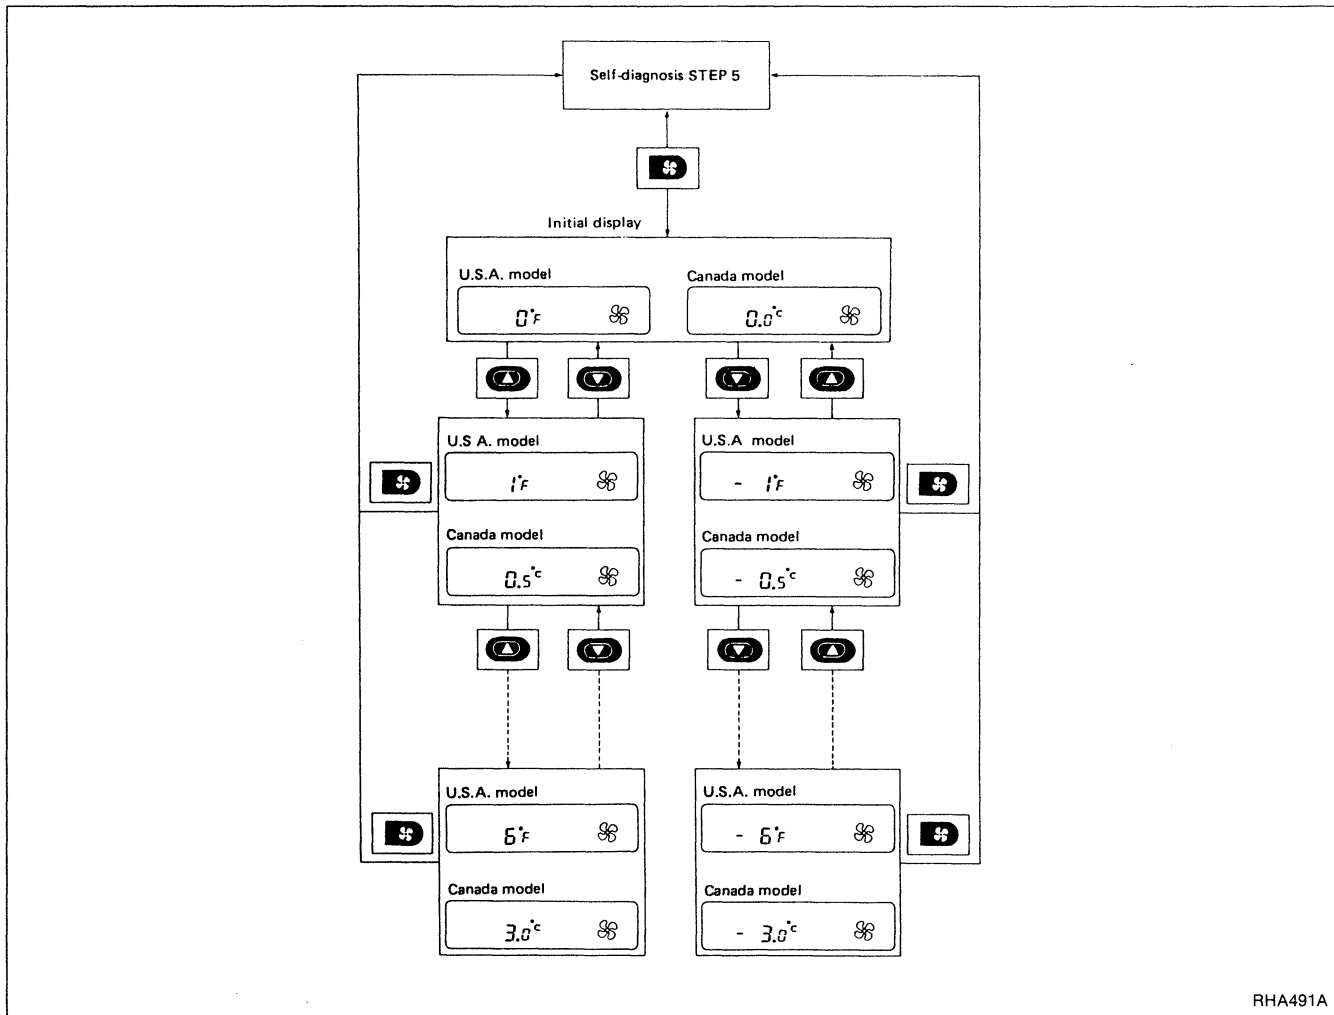 Self-diagnosis STEP 5
Initial display
U.S.A. model
Canada model
0°F
0.0°C
U.S A. model
U.S.A model
1°F
- 1°F
Canada model
Canada model
0.5°C
- 0.5°C
U.S.A. model
U.S.A. model
6°F
- 6°F
Canada model
Canada model
3.0°C
- 3.0°C
RHA491A